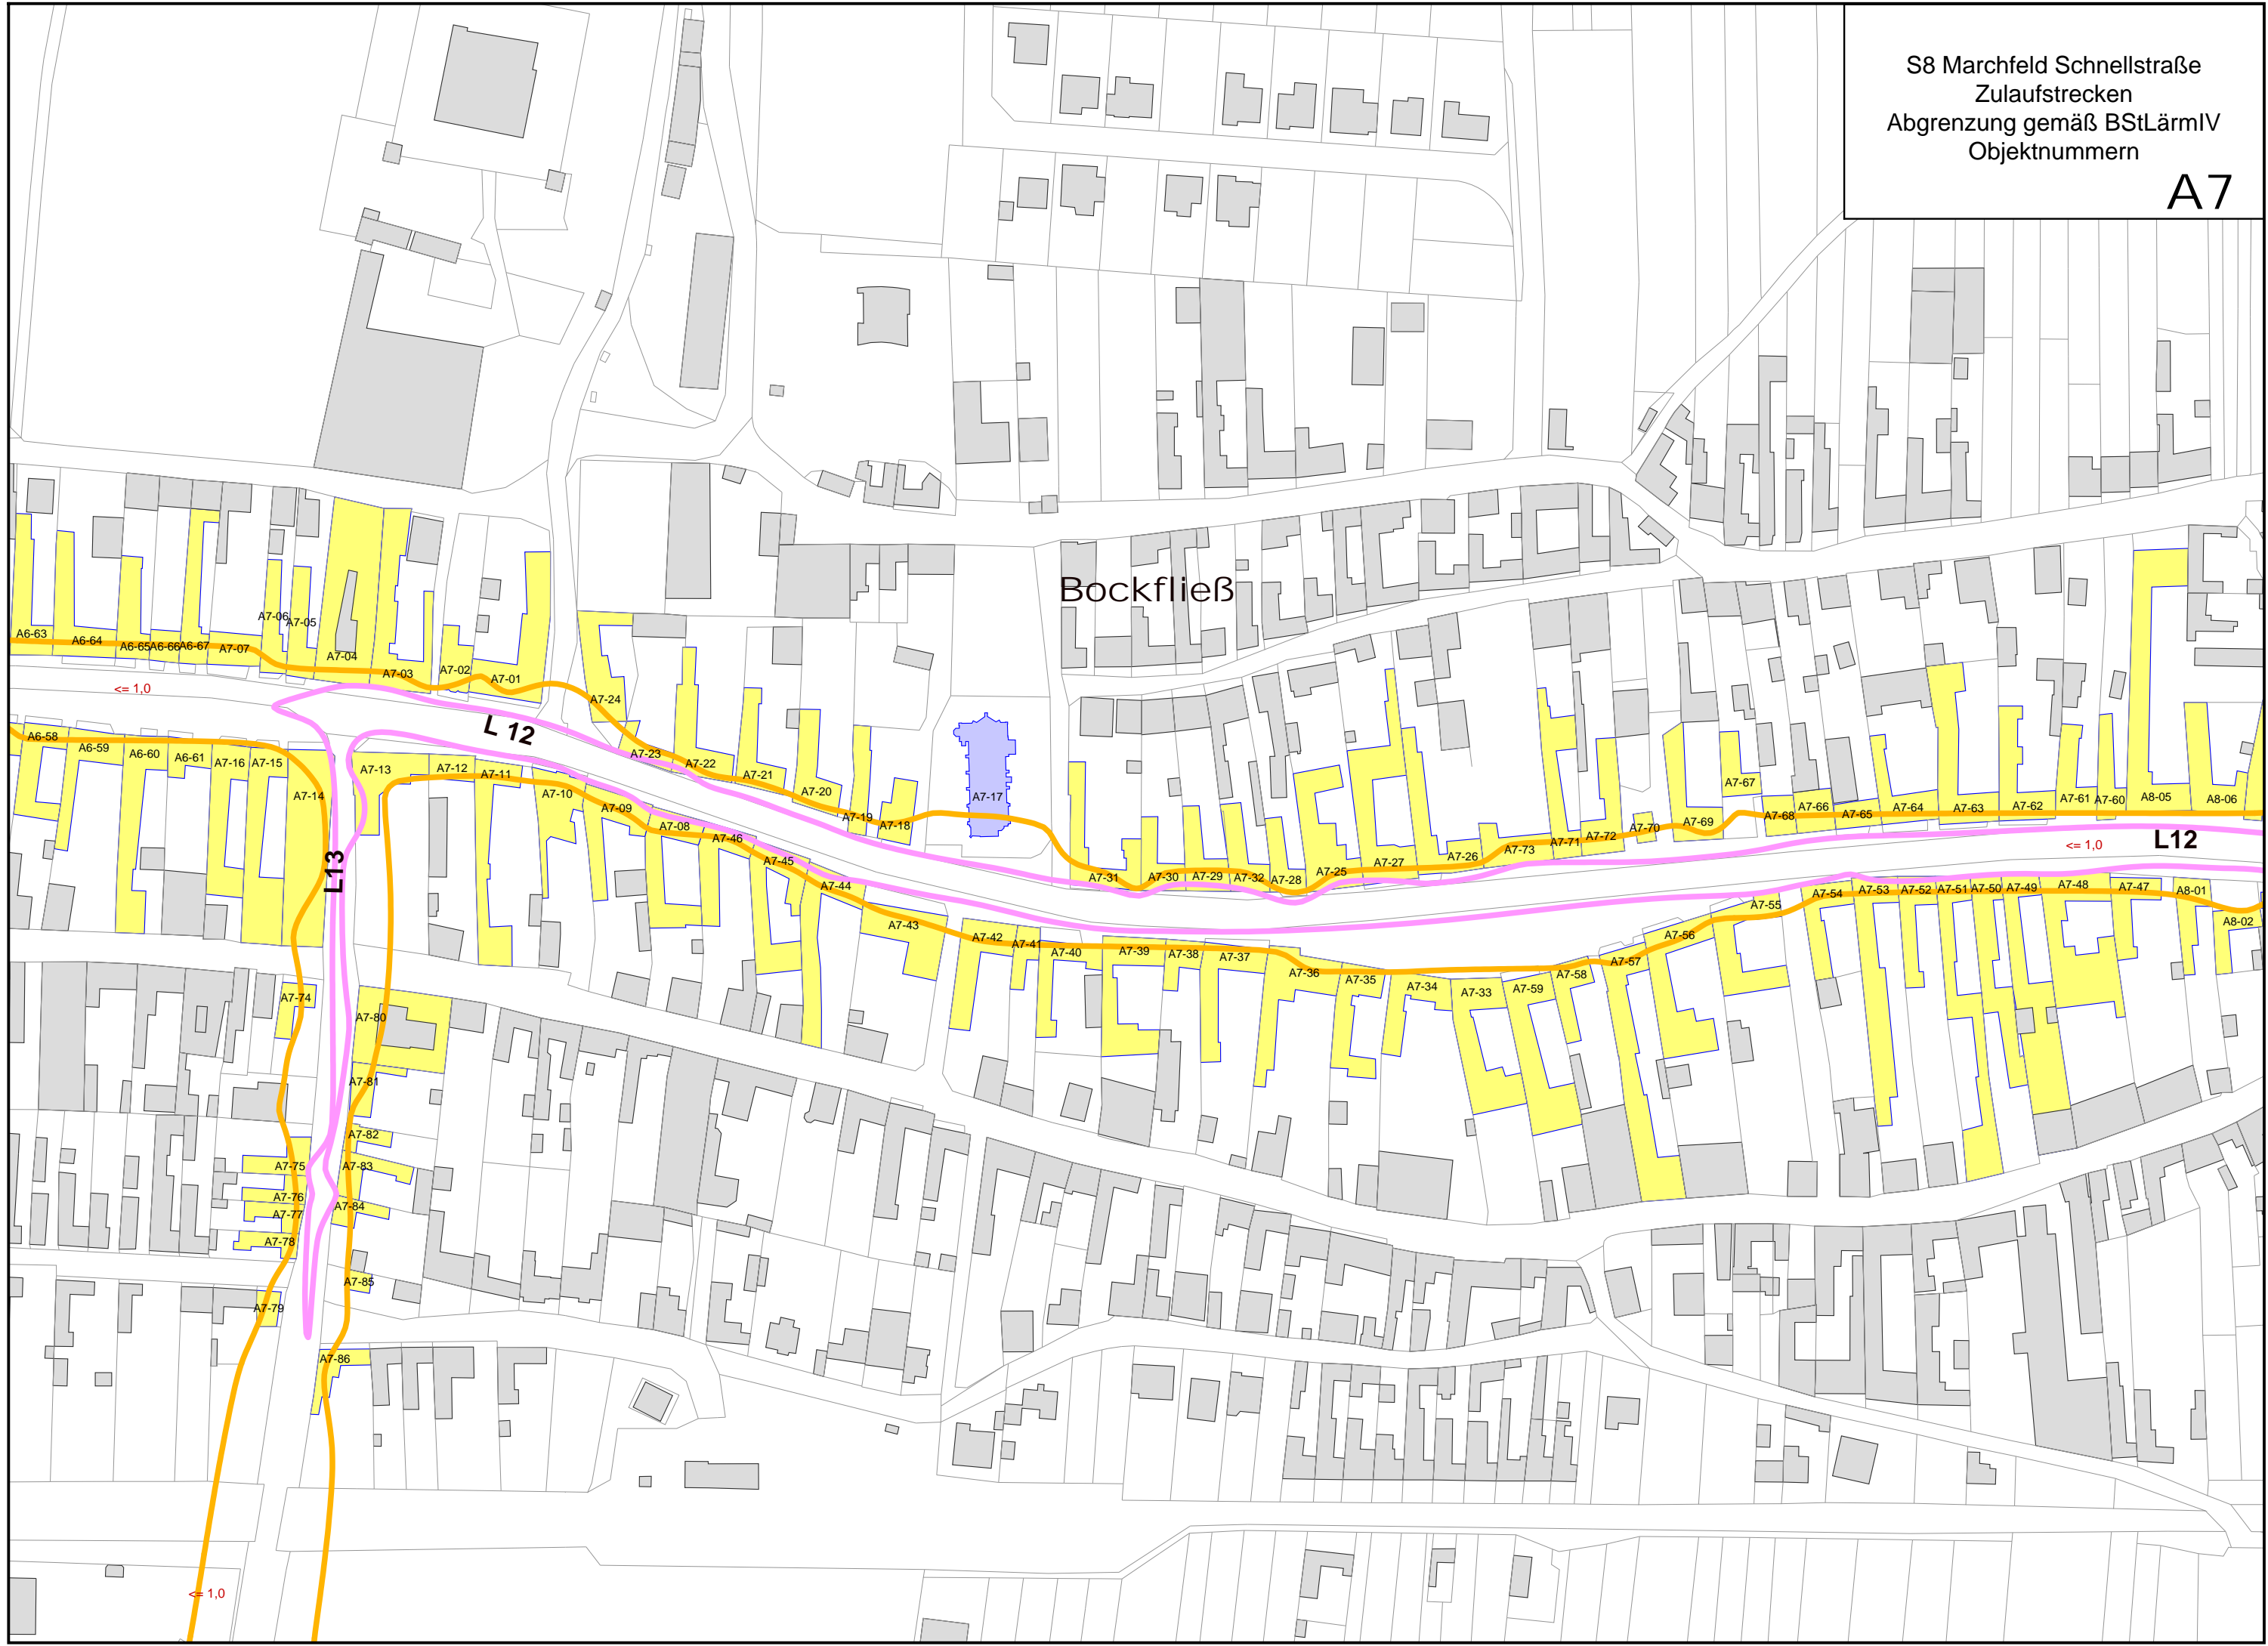 S8 Marchfeld Schnellstraße
Zulaufstrecken
Abgrenzung gemäß BStLärmIV
Objektnummern
A7
Bockfließ
A7-06
A7-05
A6-63
A6-64
A6-65
A6-66
A6-67
A7-07
A7-04
A7-03
A7-02
A7-01
<= 1,0
A7-24
L 12
A6-58
A6-59
A6-60
A6-61
A7-16
A7-15
A7-14
A7-13
A7-12
A7-11
A7-10
A7-09
A7-08
A7-46
A7-45
A7-44
A7-43
A7-23
A7-22
A7-21
A7-20
A7-19
A7-18
A7-17
A7-31
A7-30
A7-29
A7-32
A7-28
A7-25
A7-27
A7-26
A7-73
A7-71
A7-72
A7-70
A7-69
A7-67
A7-68
A7-66
A7-65
A7-64
A7-63
A7-62
A7-61
A7-60
A8-05
A8-06
<= 1,0
L12
L13
A7-42
A7-41
A7-40
A7-39
A7-38
A7-37
A7-36
A7-35
A7-34
A7-33
A7-59
A7-58
A7-57
A7-56
A7-55
A7-54
A7-53
A7-52
A7-51
A7-50
A7-49
A7-48
A7-47
A8-01
A8-02
A7-74
A7-80
A7-81
A7-82
A7-75
A7-83
A7-76
A7-84
A7-77
A7-78
A7-85
A7-79
A7-86
<= 1,0